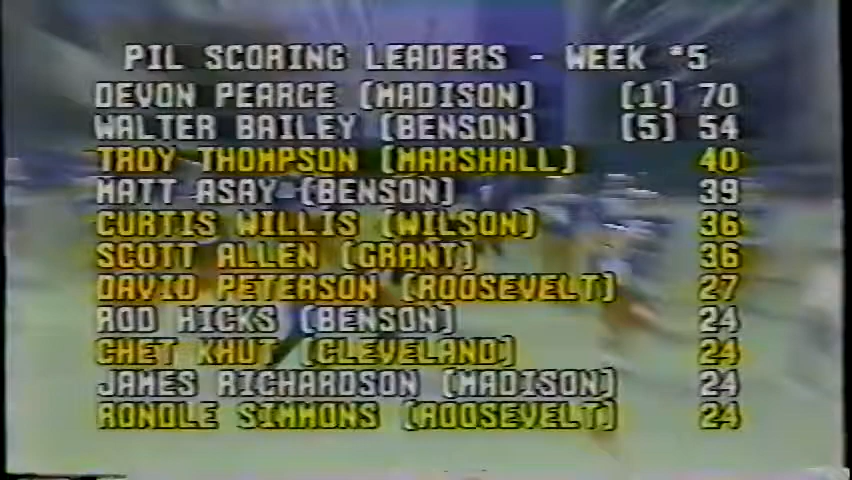 PIL SCORING LEADERS - WEEK #5
DEVON PEARCE (MADISON) (1) 70
WALTER BAILEY (BENSON) (5) 54
TROY THOMPSON (MARSHALL) 40
MATT ASAY (BENSON) 39
CURTIS WILLIS (WILSON) 36
SCOTT ALLEN (GRANT) 36
DAVID PETERSON (ROOSEVELT) 27
ROD HICKS (BENSON) 24
CHET KHUT (CLEVELAND) 24
JAMES RICHARDSON (MADISON) 24
RONDLE SIMMONS (ROOSEVELT) 24